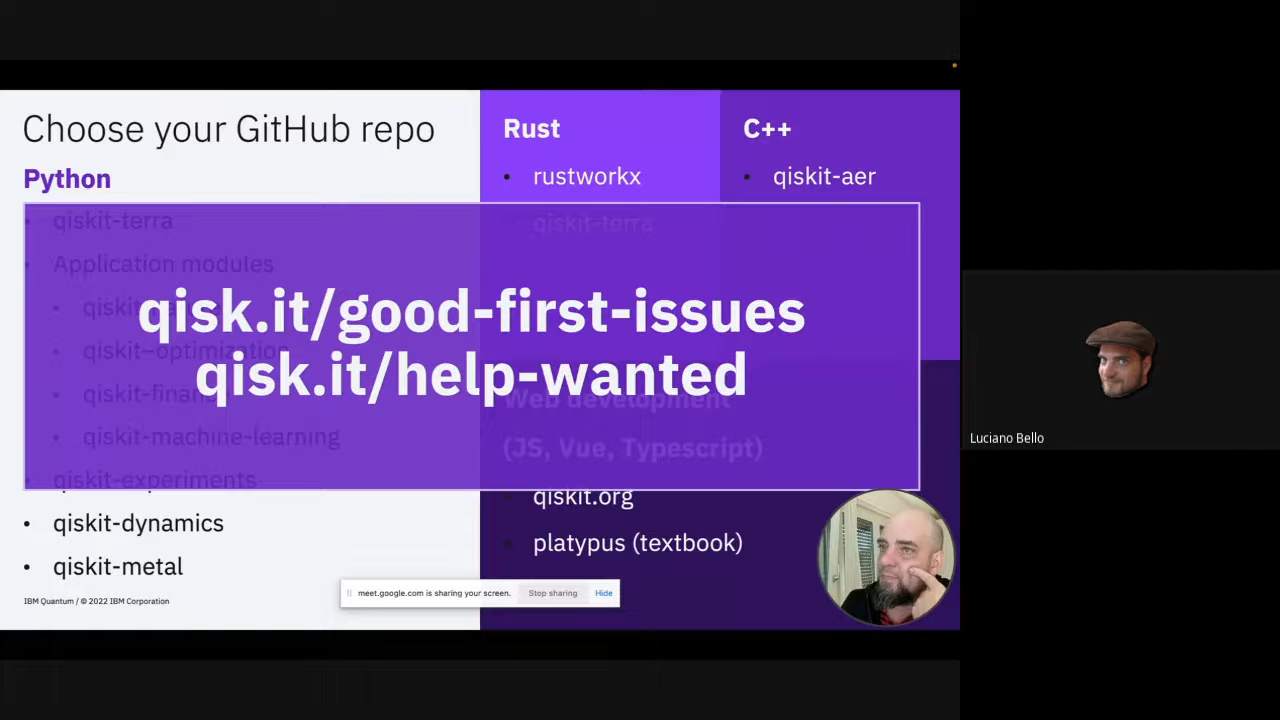 Choose your GitHub repo
Python
• qiskit-terra
• Application modules
• qiskit-optimization
• qiskit-finan
• qiskit-machine-learning
• qiskit-experiments
• qiskit-dynamics
• qiskit-metal
IBM Quantum / © 2022 IBM Corporation
Rust
• rustworkx
qiskit-terra
C++
• qiskit-aer
qisk.it/good-first-issues
qisk.it/help-wanted
Web development
(JS, Vue, Typescript)
• qiskit.org
• platypus (textbook)
meet.google.com is sharing your screen.
Stop sharing
Hide
Luciano Bello